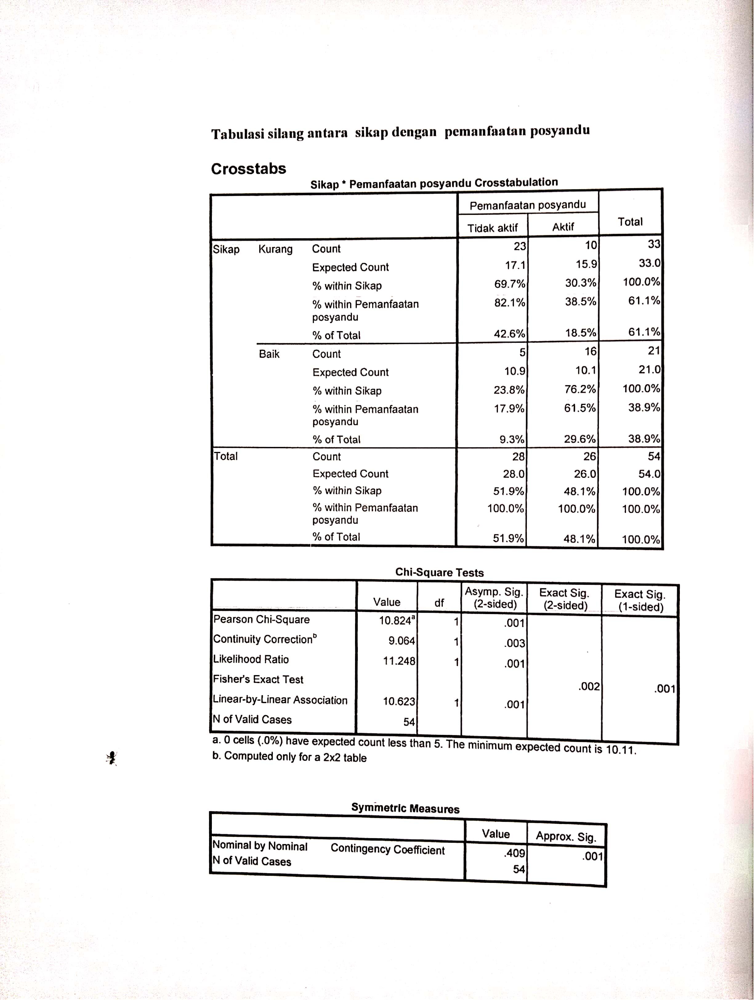 Tabulasi silang antara sikap dengan pemanfaatan posyandu
Crosstabs
Sikap * Pemanfaatan posyandu Crosstabulation
Pemanfaatan posyandu
Tidak aktif Aktif Total
Sikap Kurang Count 23 10 33
Expected Count 17.1 15.9 33.0
% within Sikap 69.7% 30.3% 100.0%
% within Pemanfaatan 82.1% 38.5% 61.1%
posyandu
% of Total 42.6% 18.5% 61.1%
Baik Count 5 16 21
Expected Count 10.9 10.1 21.0
% within Sikap 23.8% 76.2% 100.0%
% within Pemanfaatan 17.9% 61.5% 38.9%
posyandu
% of Total 9.3% 29.6% 38.9%
Total Count 28 26 54
Expected Count 28.0 26.0 54.0
% within Sikap 51.9% 48.1% 100.0%
% within Pemanfaatan 100.0% 100.0% 100.0%
posyandu
% of Total 51.9% 48.1% 100.0%
Chi-Square Tests
Asymp. Sig. Exact Sig. Exact Sig.
Value df (2-sided) (2-sided) (1-sided)
Pearson Chi-Square 10.824a 1 .001
Continuity Correctionb 9.064 1 .003
Likelihood Ratio 11.248 1 .001
Fisher's Exact Test .002 .001
Linear-by-Linear Association 10.623 1 .001
N of Valid Cases 54
a. 0 cells (.0%) have expected count less than 5. The minimum expected count is 10.11.
b. Computed only for a 2x2 table
Symmetric Measures
Value Approx. Sig.
Nominal by Nominal Contingency Coefficient .409 .001
N of Valid Cases 54